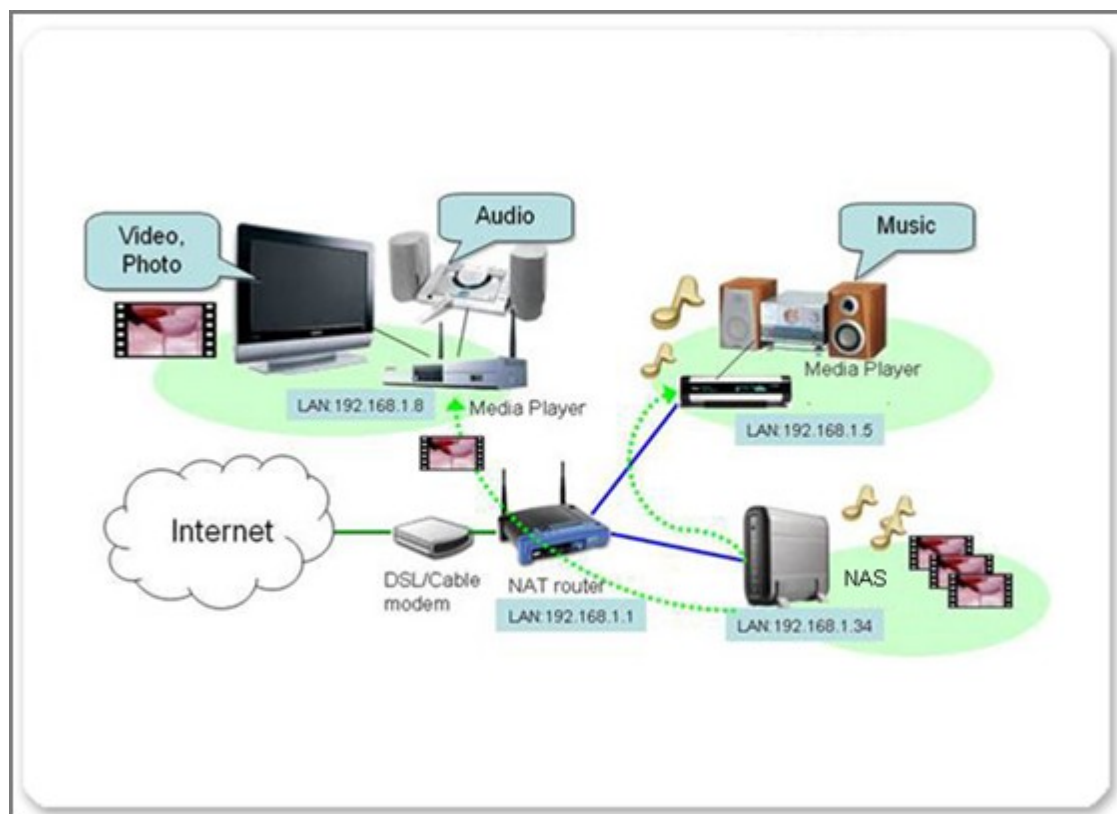 Video,
Photo
Audio
Music
Media Player
LAN:192.168.1.8
Media Player
LAN:192.168.1.5
Internet
DSL/Cable
modem
NAT router
LAN:192.168.1.1
NAS
LAN:192.168.1.34